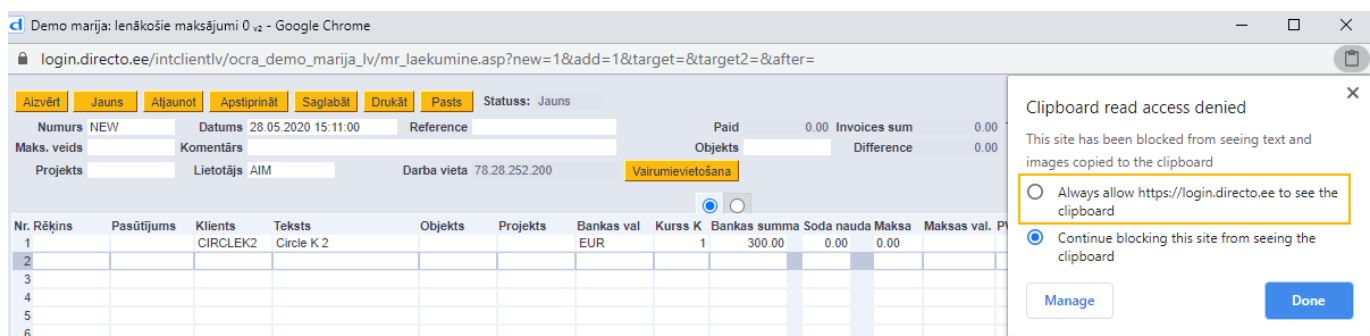 Demo marija: Ienākošie maksājumi 0 v2 - Google Chrome
login.directo.ee/intclientlv/ocra_demo_marija_lv/mr_laekumine.asp?new=1&add=1&target=&target2=&after=
Aizvērt Jauns Atjaunot Apstiprināt Saglabāt Drukāt Pasts Statuss: Jauns
Numurs NEW Datums 28.05.2020 15:11:00 Reference Paid 0.00 Invoices sum 0.00
Maks. veids Komentārs Objekts Difference 0.00
Projekts Lietotājs AIM Darba vieta 78.28.252.200 Vairumievietošana
Nr. Rēķins Pasūtījums Klients Teksts Objekts Projekts Bankas val Kurss K Bankas summa Soda nauda Maksa Maksas val.
1 CIRCLEK2 Circle K 2 EUR 1 300.00 0.00 0.00
2
3
4
5
6
Clipboard read access denied
This site has been blocked from seeing text and
images copied to the clipboard
Always allow https://login.directo.ee to see the
clipboard
Continue blocking this site from seeing the
clipboard
Manage Done